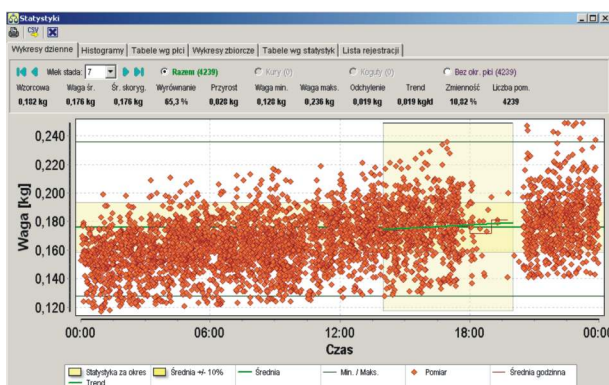 Statystyki
CSV
Wykresy dzienne Histogramy Tabele wg płci Wykresy zbiorcze Tabele wg statystyk Lista rejestracji
Wiek stada: 7 Razem (4239) Kury (0) Koguty (0) Bez okr. płci (4239)
Wzorcowa Waga śr. Śr. skoryg. Wyrównanie Przyrost Waga min. Waga maks. Odchylenie Trend Zmienność Liczba pom.
0,182 kg 0,176 kg 0,176 kg 65,3 % 0,028 kg 0,128 kg 0,236 kg 0,019 kg 0,019 kg/d 10,82 % 4239
0,240
0,220
0,200
0,180
0,160
0,140
0,120
Waga [kg]
00:00 06:00 12:00 18:00 00:00
Czas
Statystyka za okres Średnia +/- 10% Średnia Min. / Maks. Pomiar Średnia godzinna
Trend